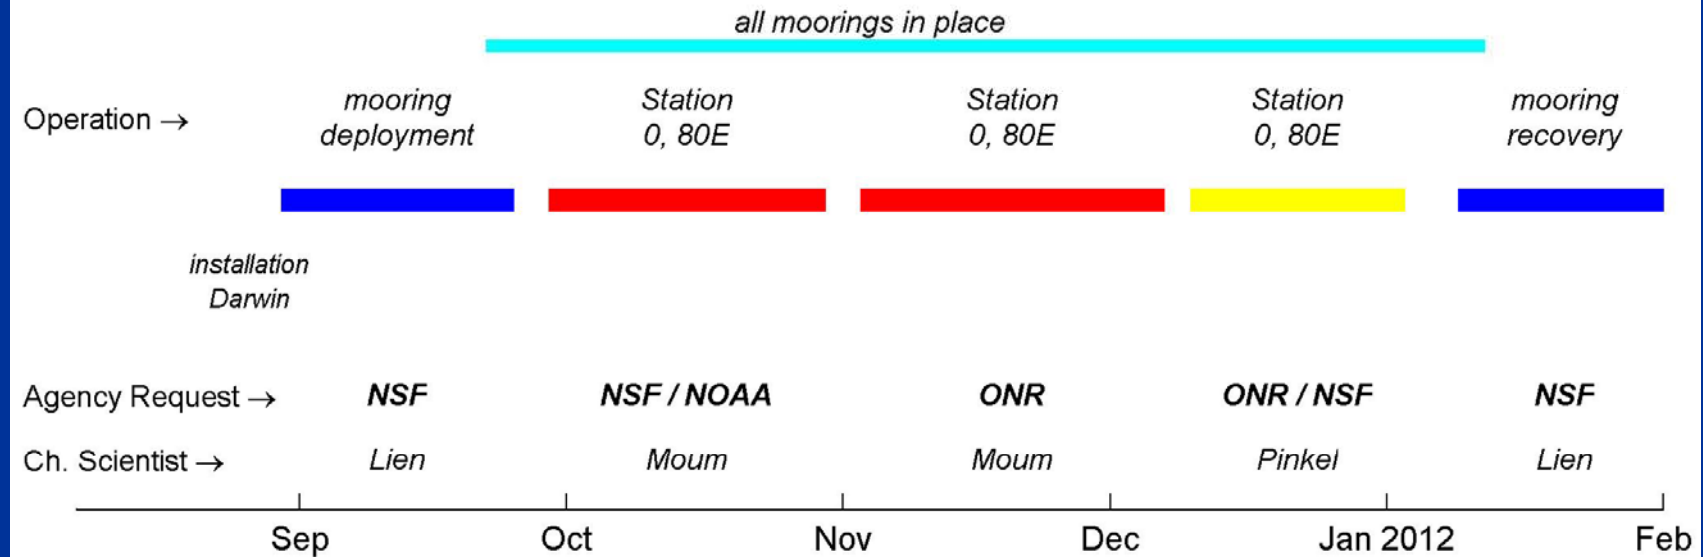 all moorings in place
Operation → mooring deployment Station 0, 80E Station 0, 80E Station 0, 80E mooring recovery
installation
Darwin
Agency Request → NSF NSF / NOAA ONR ONR / NSF NSF
Ch. Scientist → Lien Moum Moum Pinkel Lien
Sep Oct Nov Dec Jan 2012 Feb